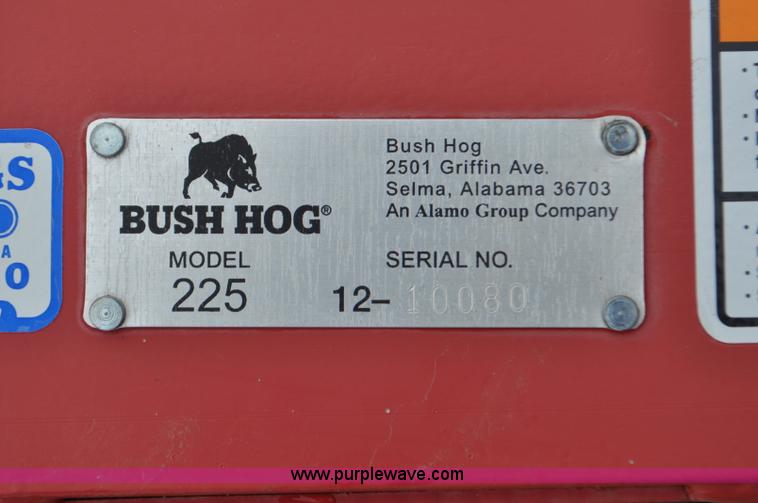 Bush Hog
2501 Griffin Ave.
Selma, Alabama 36703
An Alamo Group Company
BUSH HOG®
MODEL
225
SERIAL NO.
12–10080
&S
A
0
www.purplewave.com